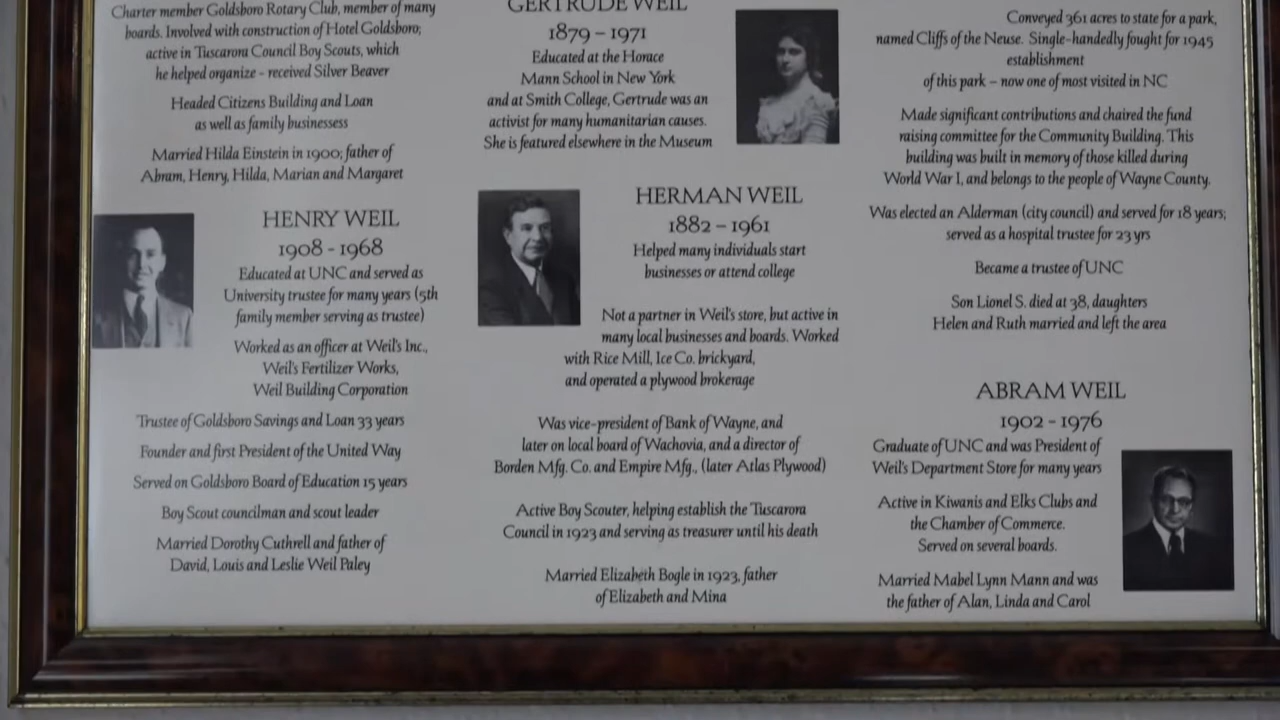 Charter member Goldsboro Rotary Club, member of many
boards. Involved with construction of Hotel Goldsboro;
active in Tuscarora Council Boy Scouts, which
he helped organize - received Silver Beaver
Headed Citizens Building and Loan
as well as family businessess
Married Hilda Einstein in 1900; father of
Abram, Henry, Hilda, Marian and Margaret
HENRY WEIL
1908 - 1968
Educated at UNC and served as
University trustee for many years (5th
family member serving as trustee)
Worked as an officer at Weil's Inc.,
Weil's Fertilizer Works,
Weil Building Corporation
Trustee of Goldsboro Savings and Loan 33 years
Founder and first President of the United Way
Served on Goldsboro Board of Education 15 years
Boy Scout councilman and scout leader
Married Dorothy Cuthrell and father of
David, Louis and Leslie Weil Paley
GERTRUDE WEIL
1879 – 1971
Educated at the Horace
Mann School in New York
and at Smith College, Gertrude was an
activist for many humanitarian causes.
She is featured elsewhere in the Museum
HERMAN WEIL
1882 – 1961
Helped many individuals start
businesses or attend college
Not a partner in Weil's store, but active in
many local businesses and boards. Worked
with Rice Mill, Ice Co. brickyard,
and operated a plywood brokerage
Was vice-president of Bank of Wayne, and
later on local board of Wachovia, and a director of
Borden Mfg. Co. and Empire Mfg., (later Atlas Plywood)
Active Boy Scouter, helping establish the Tuscarora
Council in 1923 and serving as treasurer until his death
Married Elizabeth Bogle in 1923, father
of Elizabeth and Mina
Conveyed 361 acres to state for a park,
named Cliffs of the Neuse. Single-handedly fought for 1945
establishment
of this park – now one of most visited in NC
Made significant contributions and chaired the fund
raising committee for the Community Building. This
building was built in memory of those killed during
World War I, and belongs to the people of Wayne County.
Was elected an Alderman (city council) and served for 18 years;
served as a hospital trustee for 23 yrs
Became a trustee of UNC
Son Lionel S. died at 38, daughters
Helen and Ruth married and left the area
ABRAM WEIL
1902 - 1976
Graduate of UNC and was President of
Weil's Department Store for many years
Active in Kiwanis and Elks Clubs and
the Chamber of Commerce.
Served on several boards.
Married Mabel Lynn Mann and was
the father of Alan, Linda and Carol